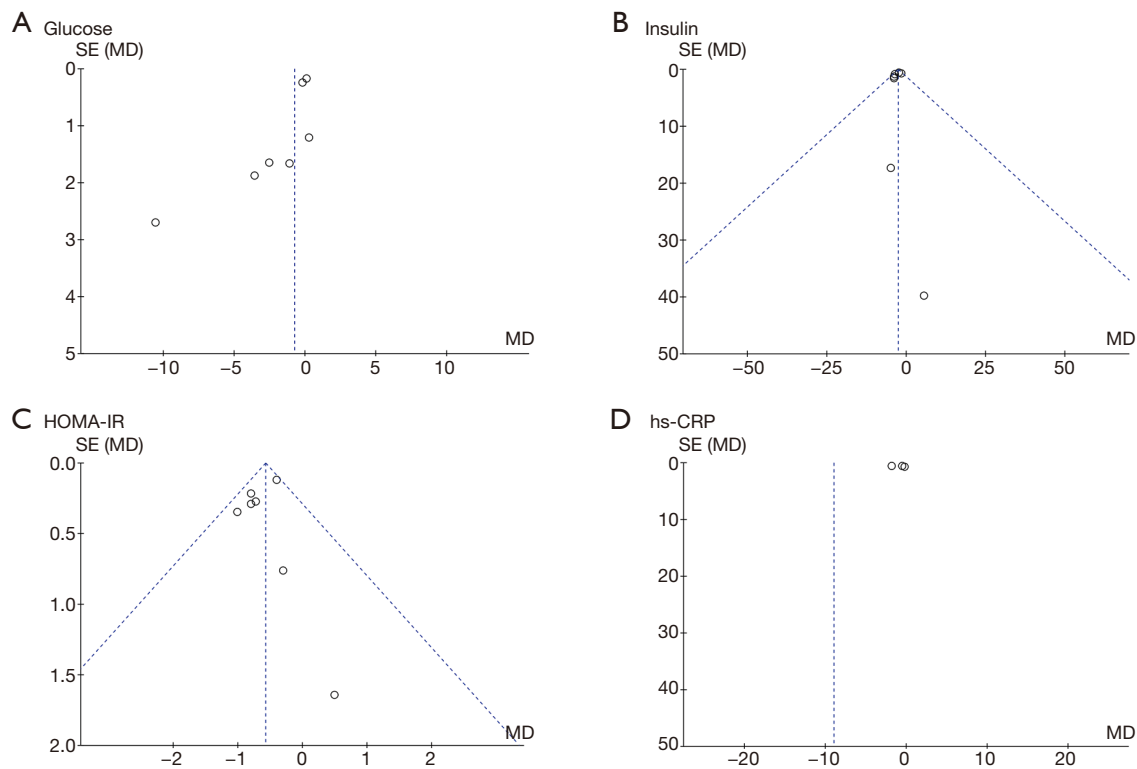 A Glucose
SE (MD)
0
1
2
3
4
5
MD
−10 −5 0 5 10
B Insulin
SE (MD)
0
10
20
30
40
50
MD
−50 −25 0 25 50
C HOMA-IR
SE (MD)
0.0
0.5
1.0
1.5
2.0
MD
−2 −1 0 1 2
D hs-CRP
SE (MD)
0
10
20
30
40
50
MD
−20 −10 0 10 20